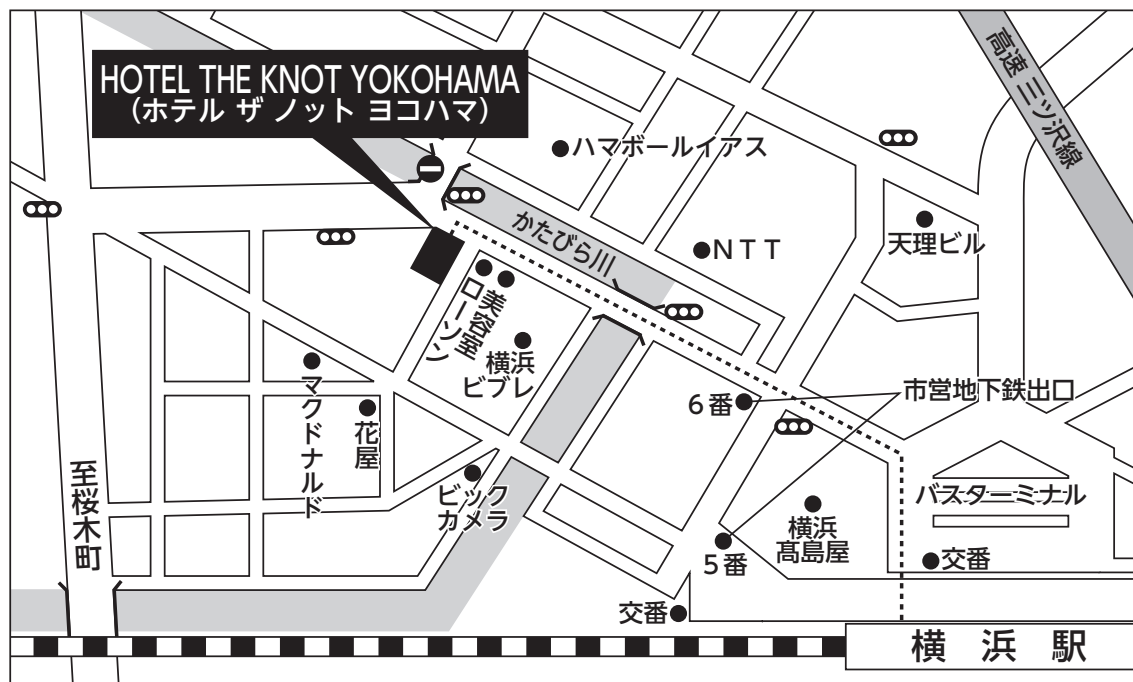 HOTEL THE KNOT YOKOHAMA
(ホテル ザ ノット ヨコハマ)
高速 三ツ沢線
ハマボールイアス
かたびら川
NTT
天理ビル
美容室
ローソン
横浜
ビブレ
マクドナルド
花屋
6番
市営地下鉄出口
至桜木町
ビック
カメラ
バスターミナル
横浜
髙島屋
5番
交番
交番
横浜駅